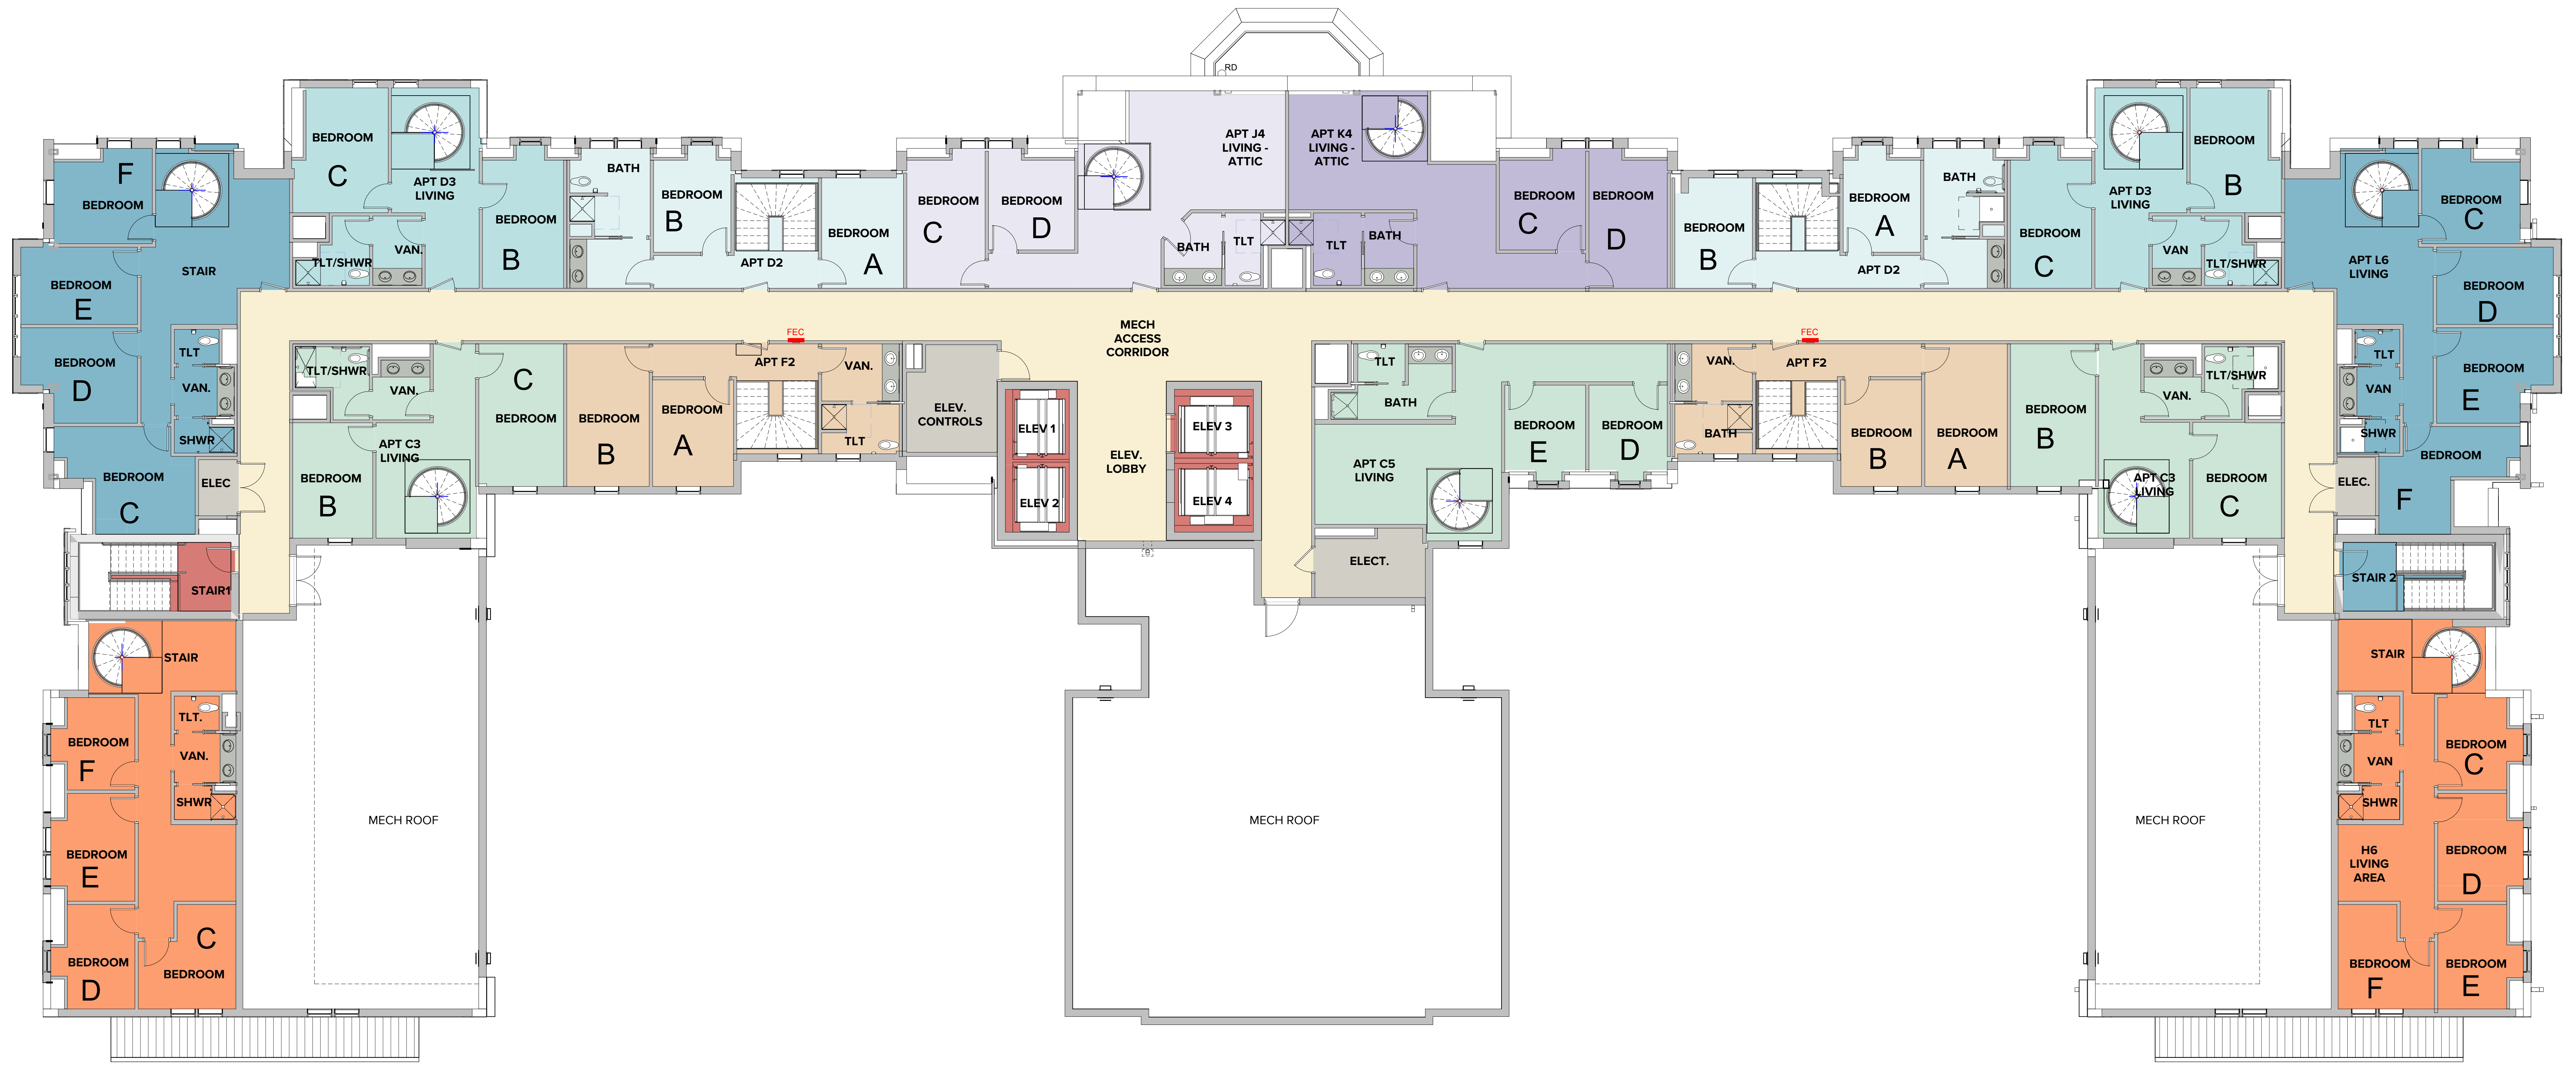 RD
BEDROOM
C
APT D3
LIVING
BEDROOM
B
TLT/SHWR
VAN.
BATH
BEDROOM
B
APT D2
BEDROOM
A
BEDROOM
C
BEDROOM
D
APT J4
LIVING -
ATTIC
BATH
TLT
APT K4
LIVING -
ATTIC
TLT
BATH
BEDROOM
C
BEDROOM
D
BEDROOM
B
BEDROOM
A
APT D2
BATH
BEDROOM
C
APT D3
LIVING
BEDROOM
B
VAN
TLT/SHWR
F
BEDROOM
STAIR
BEDROOM
E
BEDROOM
D
TLT
VAN.
SHWR
BEDROOM
C
ELEC
STAIR1
BEDROOM
C
APT L6
LIVING
BEDROOM
D
TLT
BEDROOM
E
VAN
SHWR
BEDROOM
F
ELEC.
STAIR 2
FEC
MECH
ACCESS
CORRIDOR
FEC
TLT/SHWR.
VAN.
BEDROOM
B
APT C3
LIVING
C
BEDROOM
BEDROOM
B
BEDROOM
A
APT F2
VAN.
TLT
ELEV.
CONTROLS
ELEV 1
ELEV 2
ELEV.
LOBBY
ELEV 3
ELEV 4
TLT
BATH
APT C5
LIVING
ELECT.
BEDROOM
E
BEDROOM
D
VAN.
BATH
APT F2
BEDROOM
B
BEDROOM
A
BEDROOM
B
VAN.
TLT/SHWR
APT C3
LIVING
BEDROOM
C
STAIR
TLT.
BEDROOM
F
VAN.
SHWR
BEDROOM
E
C
BEDROOM
BEDROOM
D
MECH ROOF
MECH ROOF
MECH ROOF
STAIR
TLT
BEDROOM
C
VAN
SHWR
H6
LIVING
AREA
BEDROOM
D
BEDROOM
F
BEDROOM
E